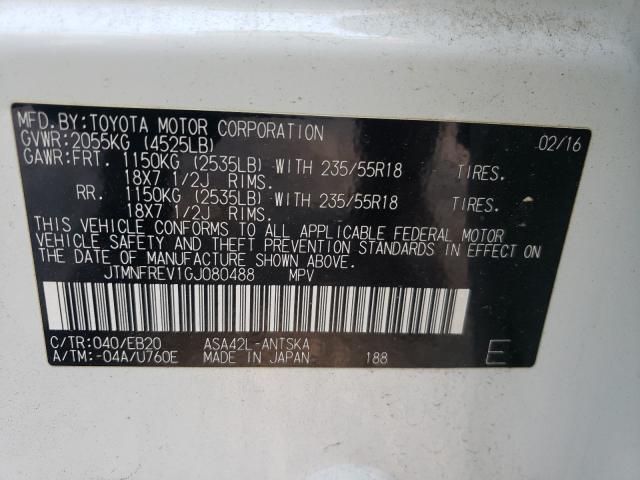 MFD.BY:TOYOTA MOTOR CORPORATION 02/16
GVWR:2055KG (4525LB)
GAWR:FRT. 1150KG (2535LB) WITH 235/55R18 TIRES.
18X7 1/2J RIMS.
RR. 1150KG (2535LB) WITH 235/55R18 TIRES.
18X7 1/2J RIMS.
THIS VEHICLE CONFORMS TO ALL APPLICABLE FEDERAL MOTOR
VEHICLE SAFETY AND THEFT PREVENTION STANDARDS IN EFFECT ON
THE DATE OF MANUFACTURE SHOWN ABOVE.
JTMNFREV1GJ080488 MPV
C/TR:040/EB20 ASA42L-ANTSKA
A/TM:-04A/U760E MADE IN JAPAN 188 E